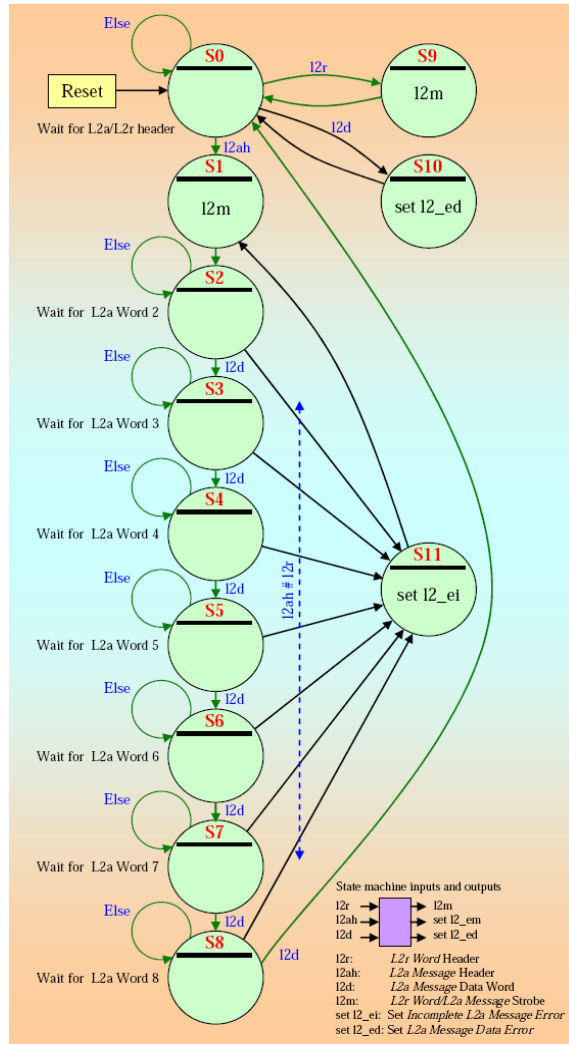 Else
S0
Reset
Wait for L2a/L2r header
l2r
S9
l2m
l2d
S10
set l2_ed
l2ah
S1
l2m
Else
S2
Wait for L2a Word 2
l2d
Else
S3
Wait for L2a Word 3
l2d
Else
S4
Wait for L2a Word 4
l2d
Else
S5
Wait for L2a Word 5
l2d
Else
S6
Wait for L2a Word 6
l2d
Else
S7
Wait for L2a Word 7
l2d
Else
S8
Wait for L2a Word 8
l2d
l2ah # l2r
S11
set l2_ei
State machine inputs and outputs
l2r l2m
l2ah set l2_em
l2d set l2_ed
l2r: L2r Word Header
l2ah: L2a Message Header
l2d: L2a Message Data Word
l2m: L2r Word/L2a Message Strobe
set l2_ei: Set Incomplete L2a Message Error
set l2_ed: Set L2a Message Data Error